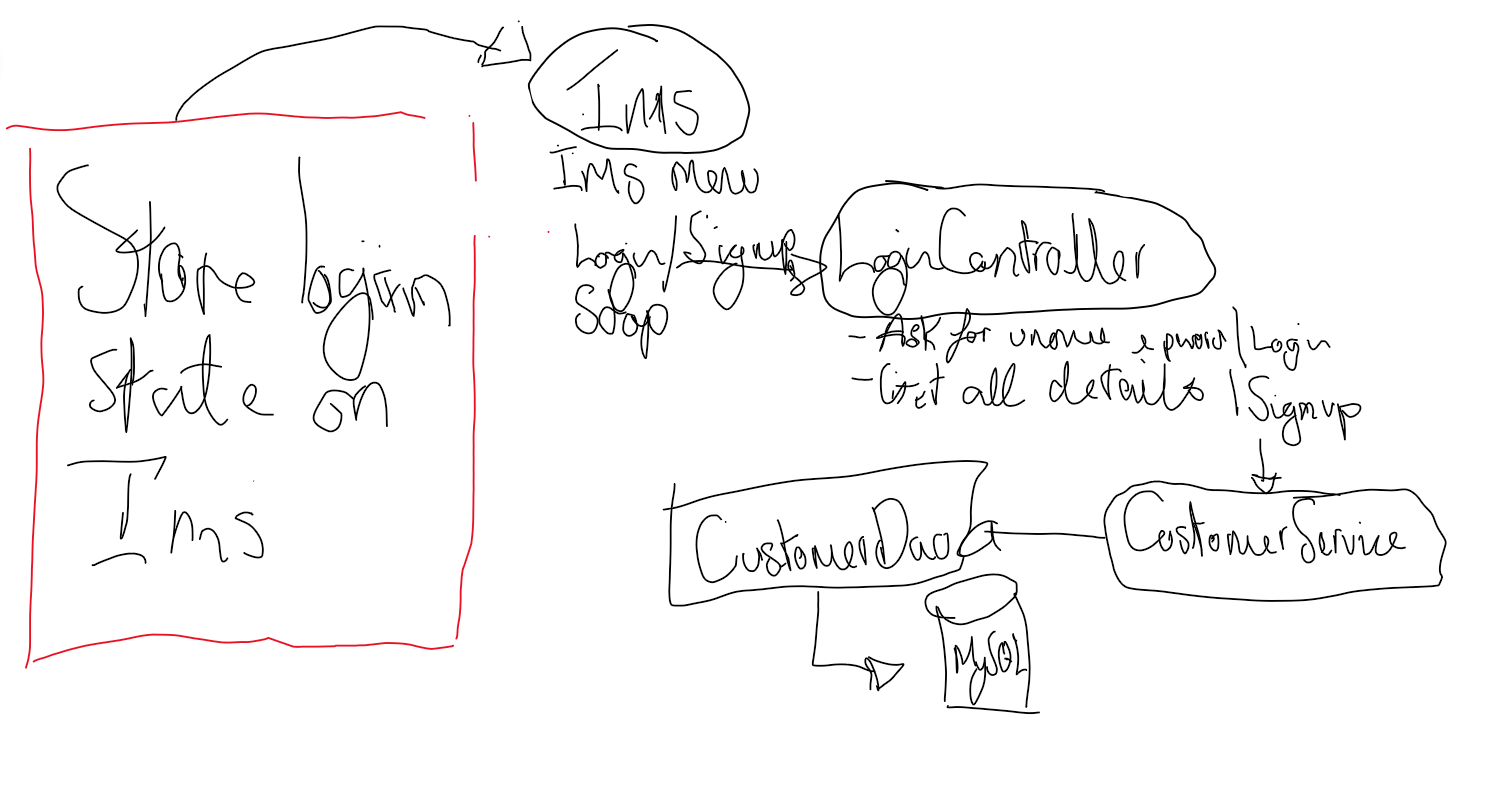 Store login
state on
Ims
IMS
IMS Menu
Login/Signup
Stop
LoginController
- Ask for uname & pword | Login
- Get all details | Signup
CustomerService
CustomerDao
MySQL